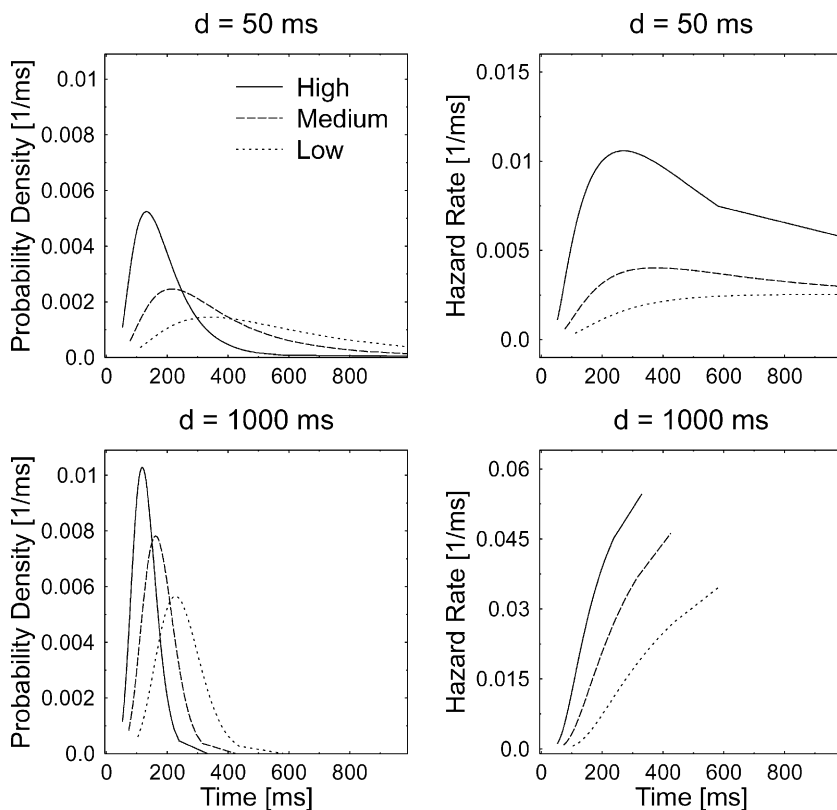 d = 50 ms
Probability Density [1/ms]
0.01
0.008
0.006
0.004
0.002
0.0
High
Medium
Low
0 200 400 600 800
d = 50 ms
Hazard Rate [1/ms]
0.015
0.01
0.005
0.0
0 200 400 600 800
d = 1000 ms
Probability Density [1/ms]
0.01
0.008
0.006
0.004
0.002
0.0
0 200 400 600 800
Time [ms]
d = 1000 ms
Hazard Rate [1/ms]
0.06
0.045
0.03
0.015
0.0
0 200 400 600 800
Time [ms]